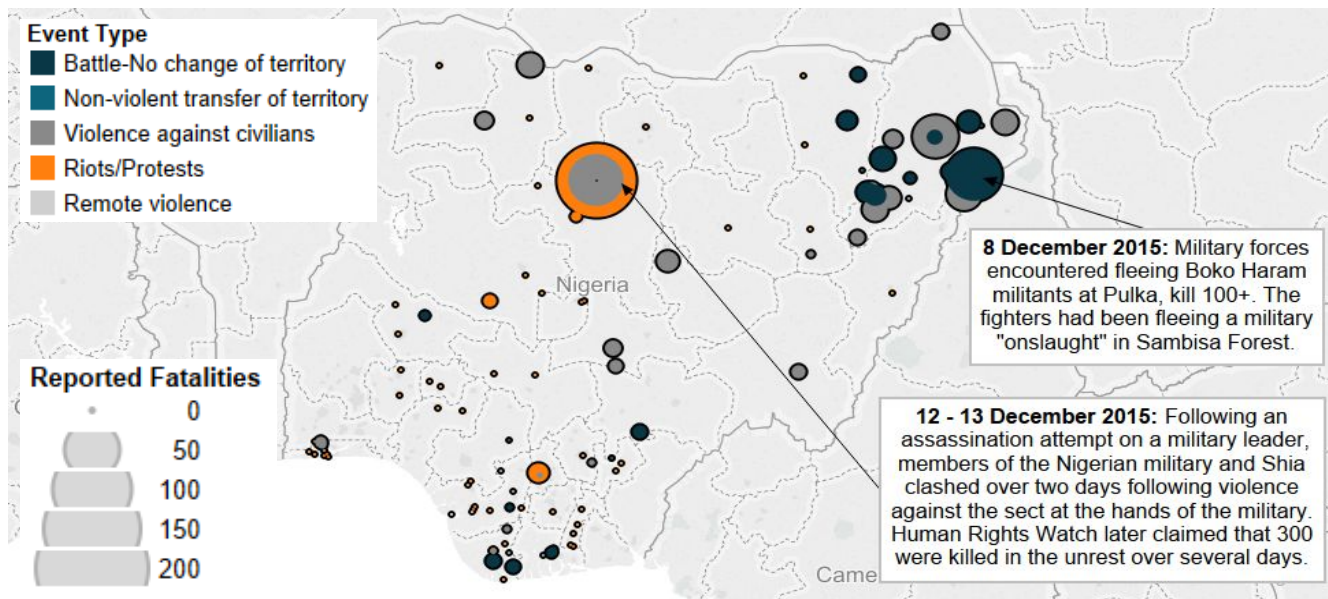 Event Type
Battle-No change of territory
Non-violent transfer of territory
Violence against civilians
Riots/Protests
Remote violence
Nigeria
8 December 2015: Military forces
encountered fleeing Boko Haram
militants at Pulka, kill 100+. The
fighters had been fleeing a military
"onslaught" in Sambisa Forest.
Reported Fatalities
0
50
100
150
200
12 - 13 December 2015: Following an
assassination attempt on a military leader,
members of the Nigerian military and Shia
clashed over two days following violence
against the sect at the hands of the military.
Human Rights Watch later claimed that 300
were killed in the unrest over several days.
Came